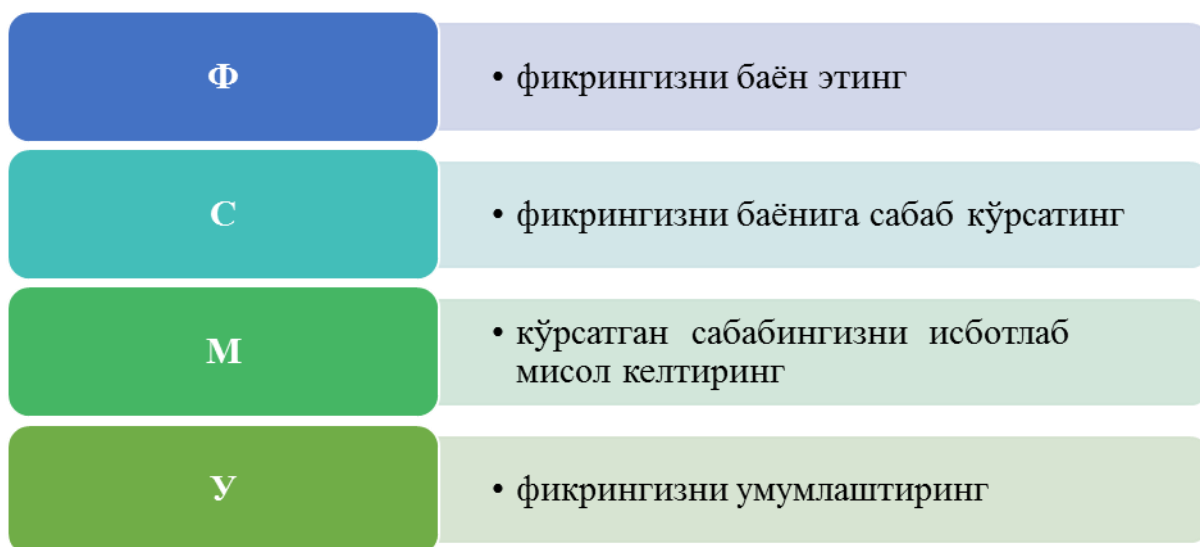 Ф
• фикрингизни баён этинг
С
• фикрингизни баёнига сабаб кўрсатинг
М
• кўрсатган сабабингизни исботлаб
мисол келтиринг
У
• фикрингизни умумлаштиринг